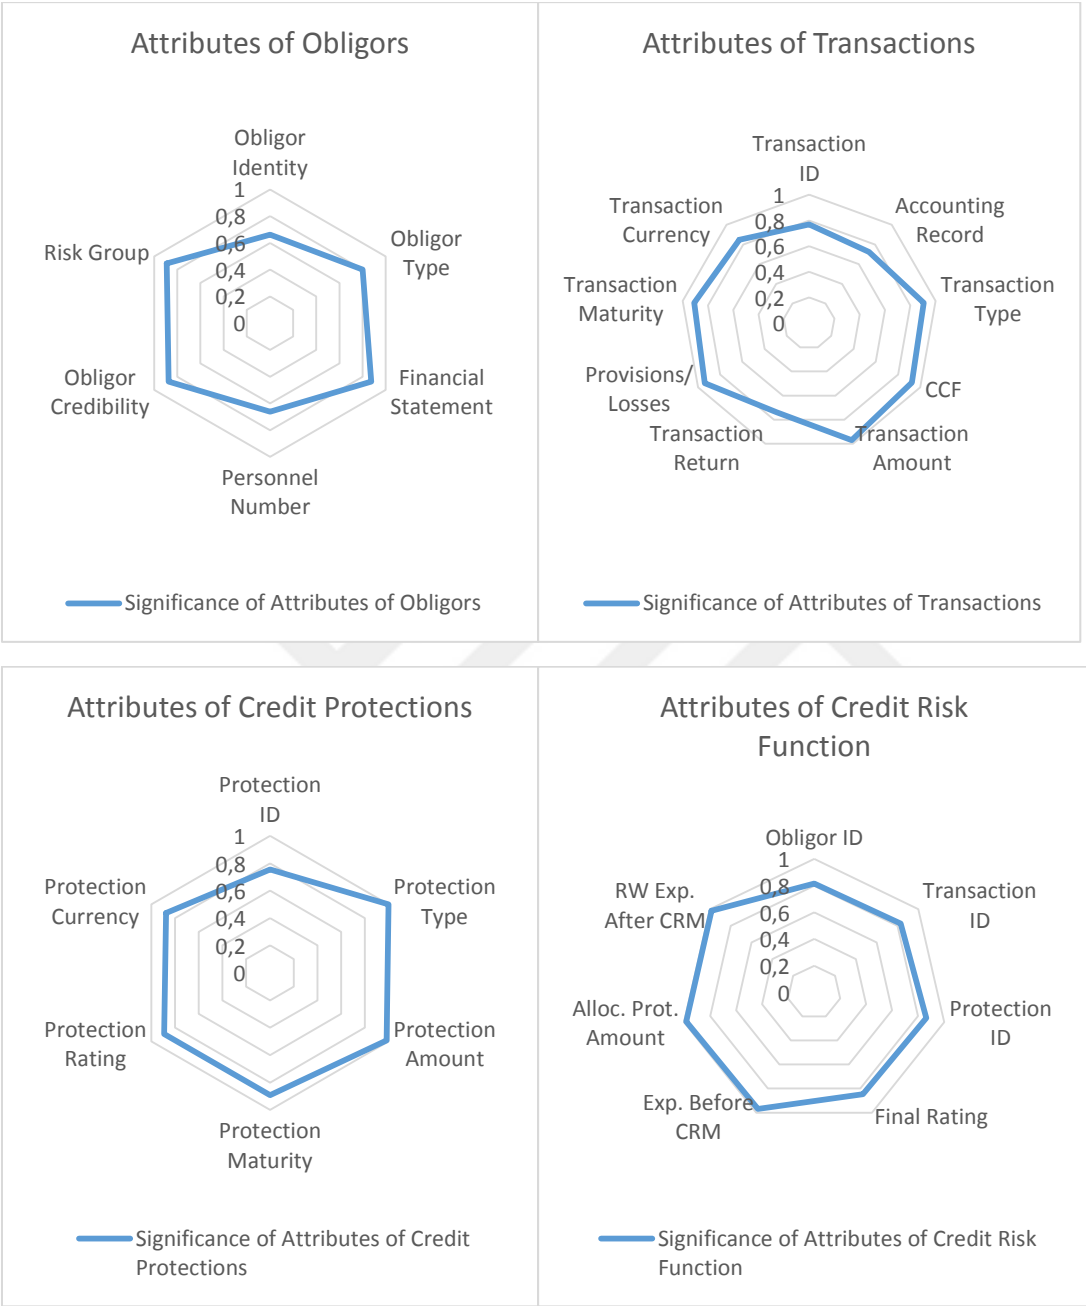 Attributes of Obligors
Obligor
Identity
1
0,8
0,6
0,4
0,2
0
Obligor
Type
Financial
Statement
Personnel
Number
Obligor
Credibility
Risk Group
Significance of Attributes of Obligors
Attributes of Transactions
Transaction
ID
1
0,8
0,6
0,4
0,2
0
Accounting
Record
Transaction
Type
CCF
Transaction
Amount
Transaction
Return
Provisions/
Losses
Transaction
Maturity
Transaction
Currency
Significance of Attributes of Transactions
Attributes of Credit Protections
Protection
ID
1
0,8
0,6
0,4
0,2
0
Protection
Type
Protection
Amount
Protection
Maturity
Protection
Rating
Protection
Currency
Significance of Attributes of Credit
Protections
Attributes of Credit Risk
Function
Obligor ID
1
0,8
0,6
0,4
0,2
0
Transaction
ID
Protection
ID
Final Rating
Exp. Before
CRM
Alloc. Prot.
Amount
RW Exp.
After CRM
Significance of Attributes of Credit Risk
Function